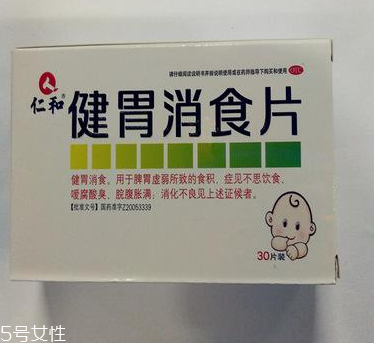 请仔细阅读说明书并按说明使用或在药师指导下购买和使用 OTC
仁和®
健胃消食片
健胃消食。用于脾胃虚弱所致的食积，症见不思饮食、
嗳腐酸臭、脘腹胀满，消化不良见上述证候者。
【批准文号】国药准字Z20053339
30片装
5号女性